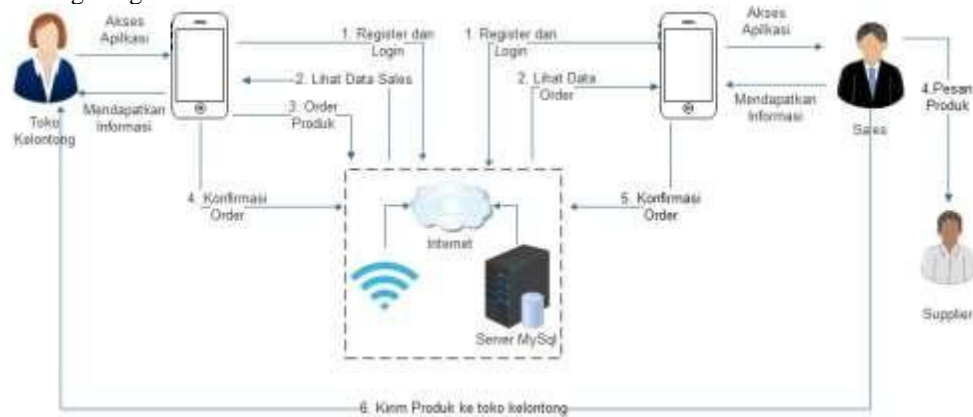 Akses
Aplikasi
Mendapatkan
Informasi
Toko
Kelontong
1. Register dan
Login
2. Lihat Data Sales
3. Order
Produk
4. Konfirmasi
Order
1. Register dan
Login
2. Lihat Data
Order
5. Konfirmasi
Order
Akses
Aplikasi
Mendapatkan
Informasi
Sales
4.Pesan
Produk
Supplier
Internet
Server MySql
6. Kirim Produk ke toko kelontong